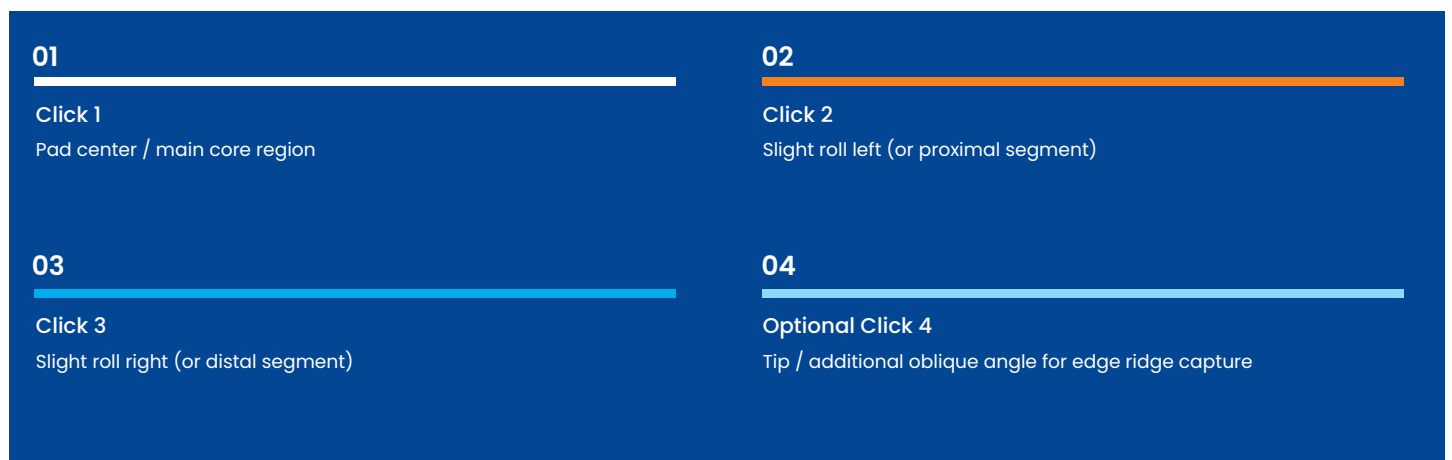 01
Click 1
Pad center / main core region
02
Click 2
Slight roll left (or proximal segment)
03
Click 3
Slight roll right (or distal segment)
04
Optional Click 4
Tip / additional oblique angle for edge ridge capture